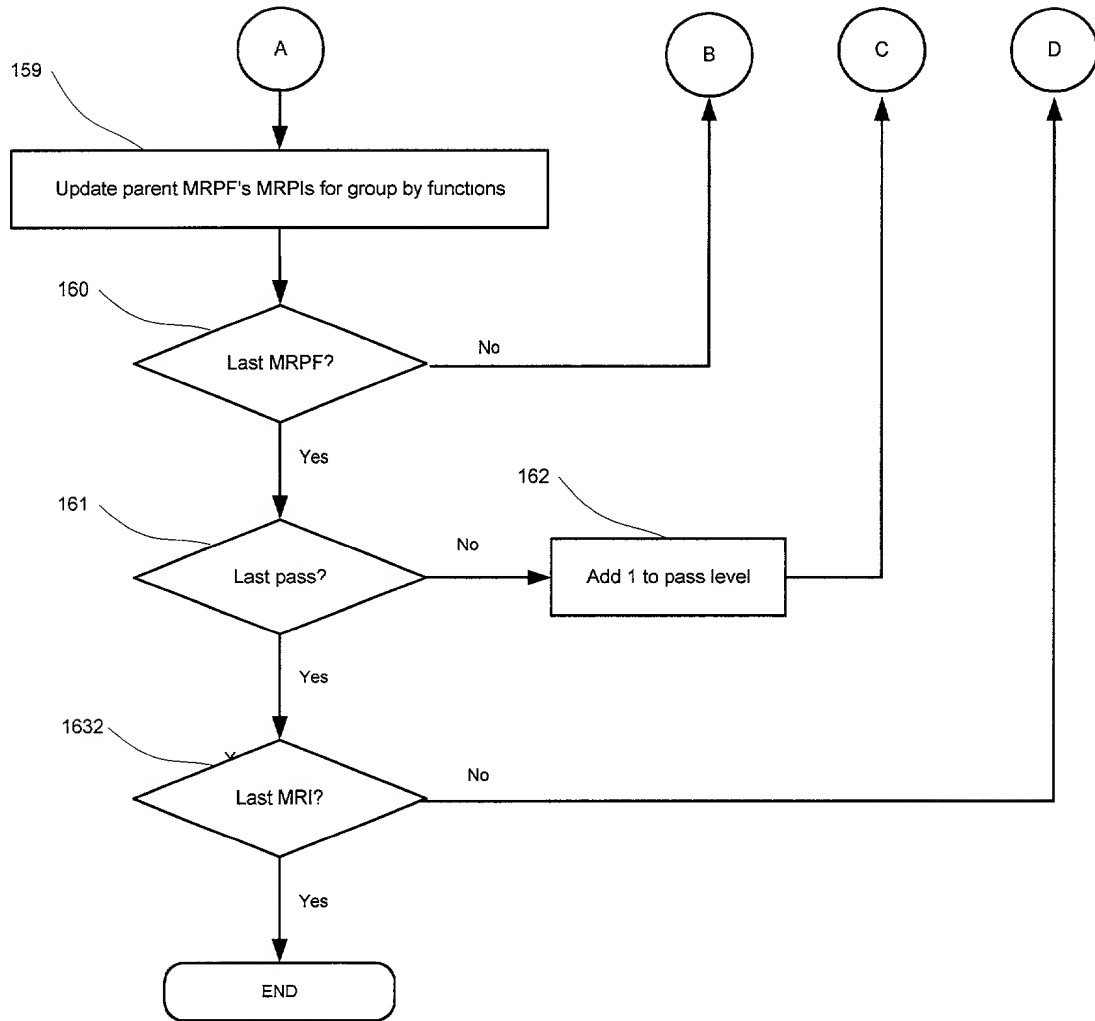 A
B
C
D
159
Update parent MRPF's MRPIs for group by functions
160
Last MRPF?
No
Yes
162
161
Last pass?
No
Add 1 to pass level
Yes
1632
Last MRI?
No
Yes
END